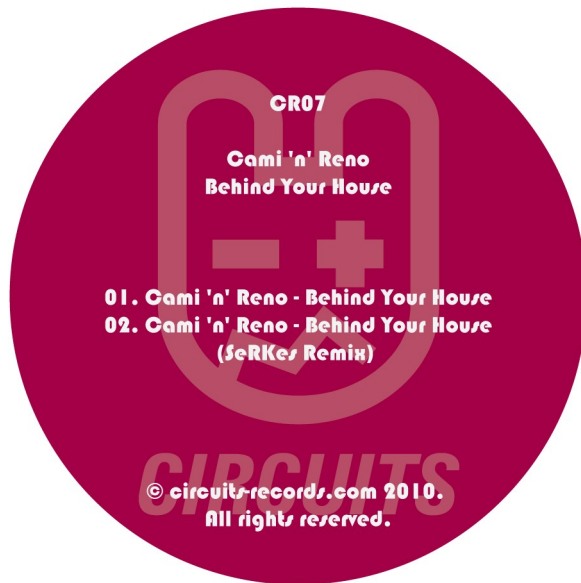 CR07
Cami 'n' Reno
Behind Your House
01. Cami 'n' Reno - Behind Your House
02. Cami 'n' Reno - Behind Your House
(SeRKes Remix)
CIRCUITS
© circuits-records.com 2010.
All rights reserved.